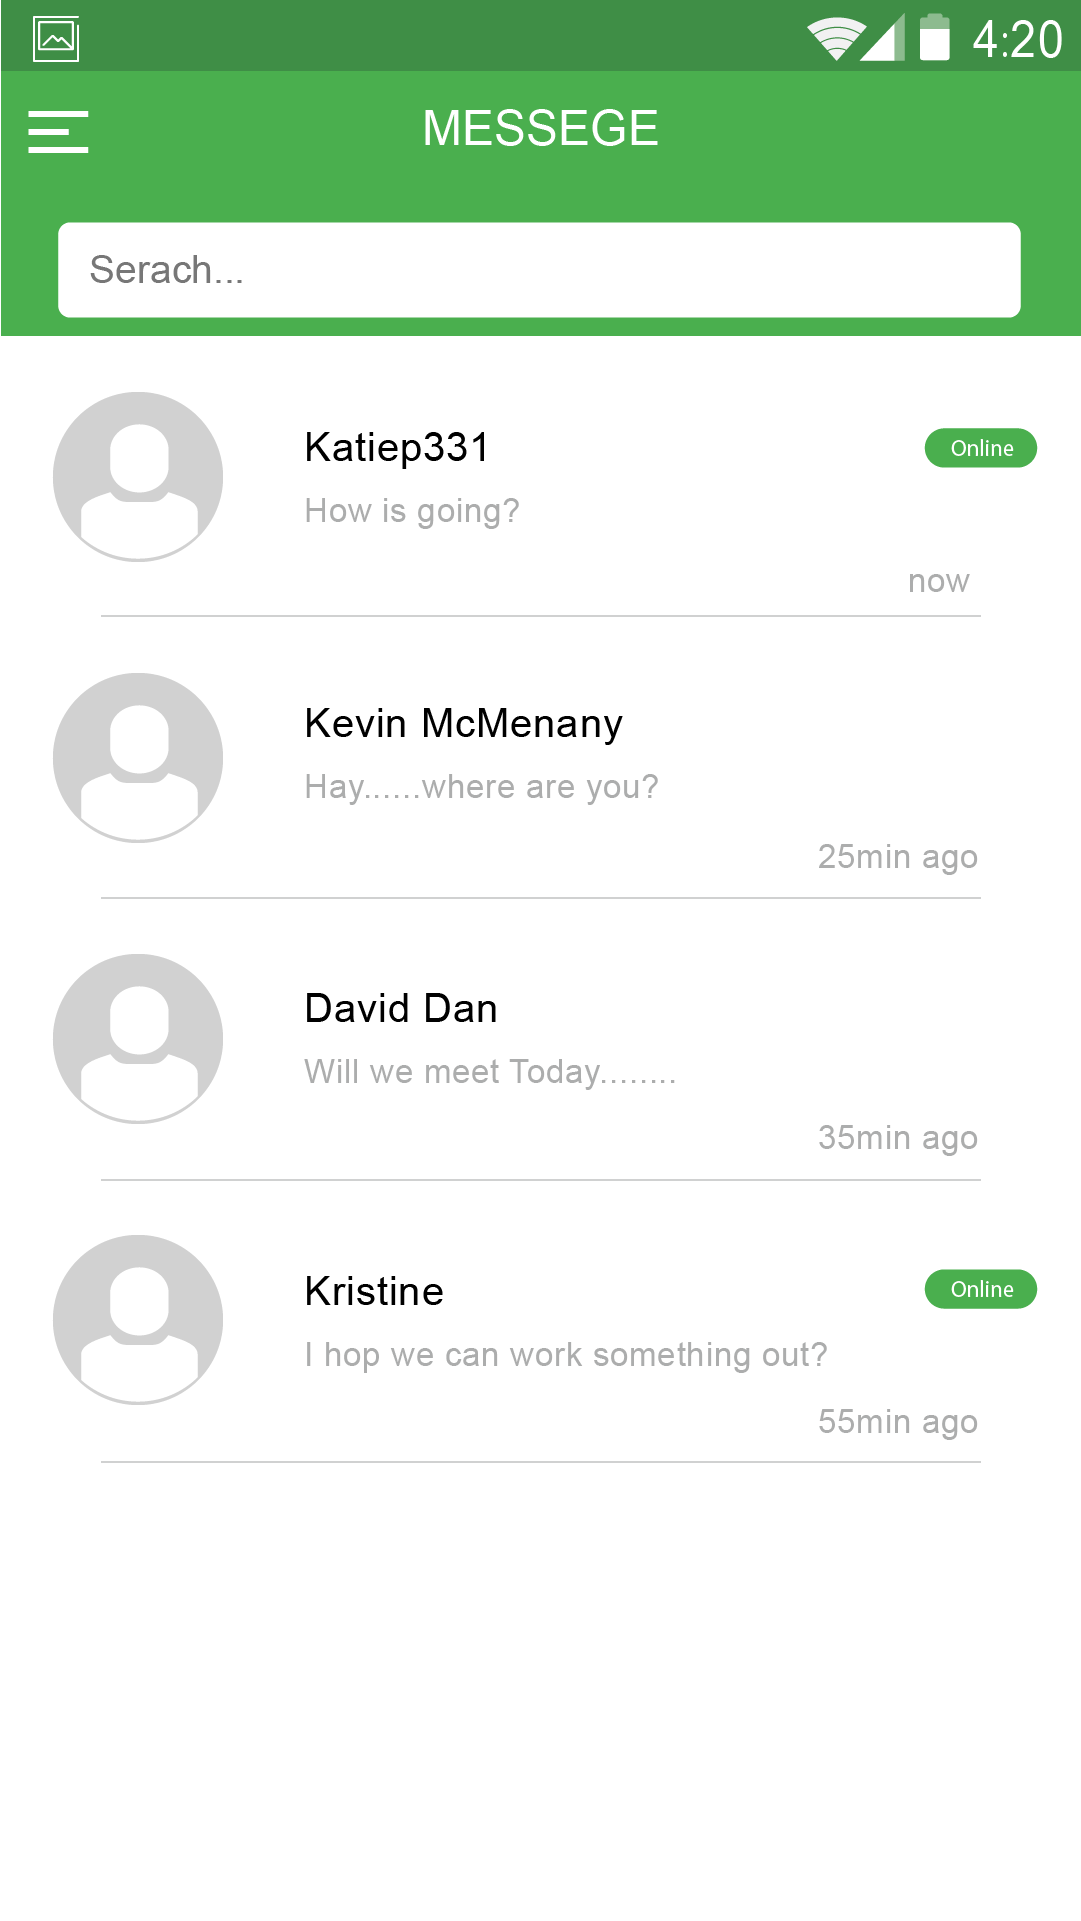 4:20
MESSEGE
Serach...
Katiep331
Online
How is going?
now
Kevin McMenany
Hay......where are you?
25min ago
David Dan
Will we meet Today........
35min ago
Kristine
Online
I hop we can work something out?
55min ago